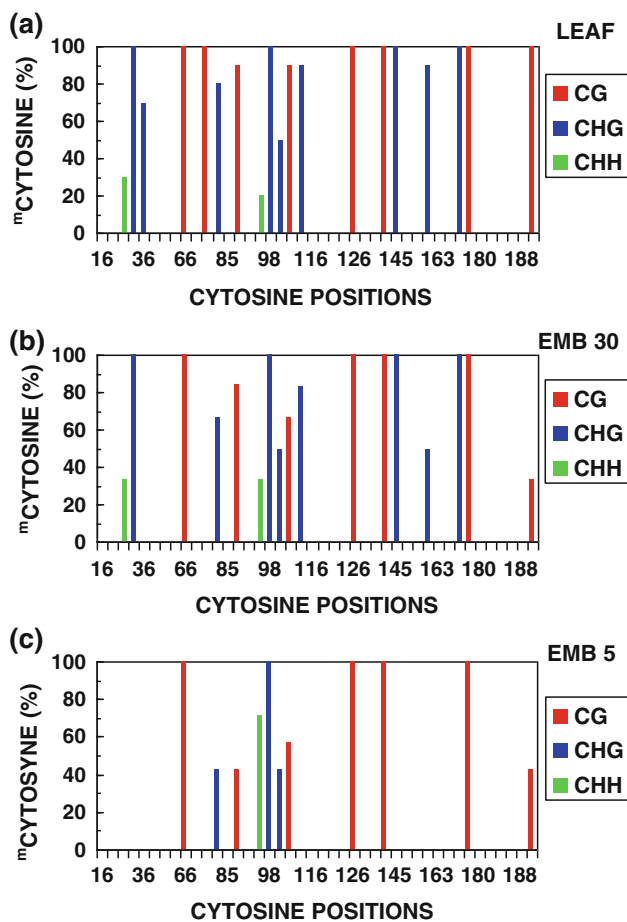 (a)
LEAF
mCYTOSINE (%)
100
80
60
40
20
0
16 36 66 85 98 116 126 145 163 180 188
CYTOSINE POSITIONS
CG
CHG
CHH
(b)
EMB 30
mCYTOSINE (%)
100
80
60
40
20
0
16 36 66 85 98 116 126 145 163 180 188
CYTOSINE POSITIONS
CG
CHG
CHH
(c)
EMB 5
mCYTOSYNE (%)
100
80
60
40
20
0
16 36 66 85 98 116 126 145 163 180 188
CYTOSINE POSITIONS
CG
CHG
CHH